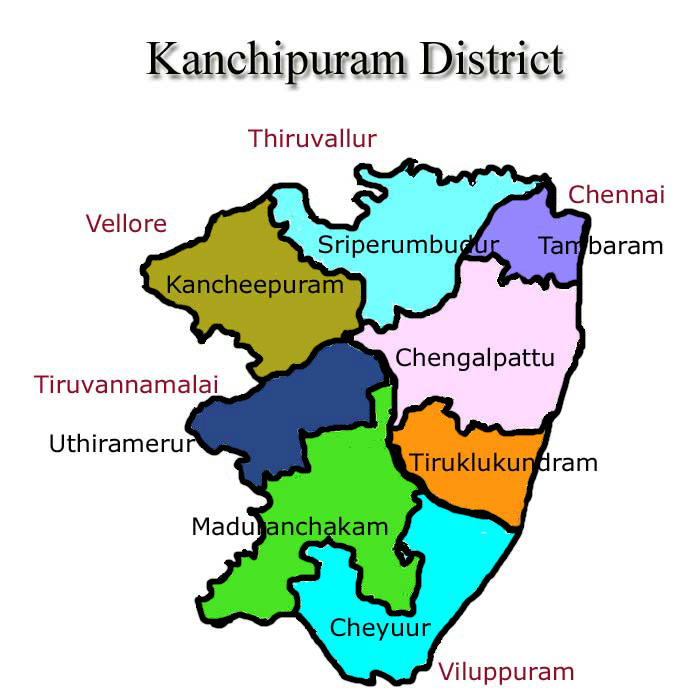 Kanchipuram District
Thiruvallur
Chennai
Vellore
Sriperumbudur
Tambaram
Kancheepuram
Chengalpattu
Tiruvannamalai
Uthiramerur
Tiruklukundram
Maduranchakam
Cheyuur
Viluppuram